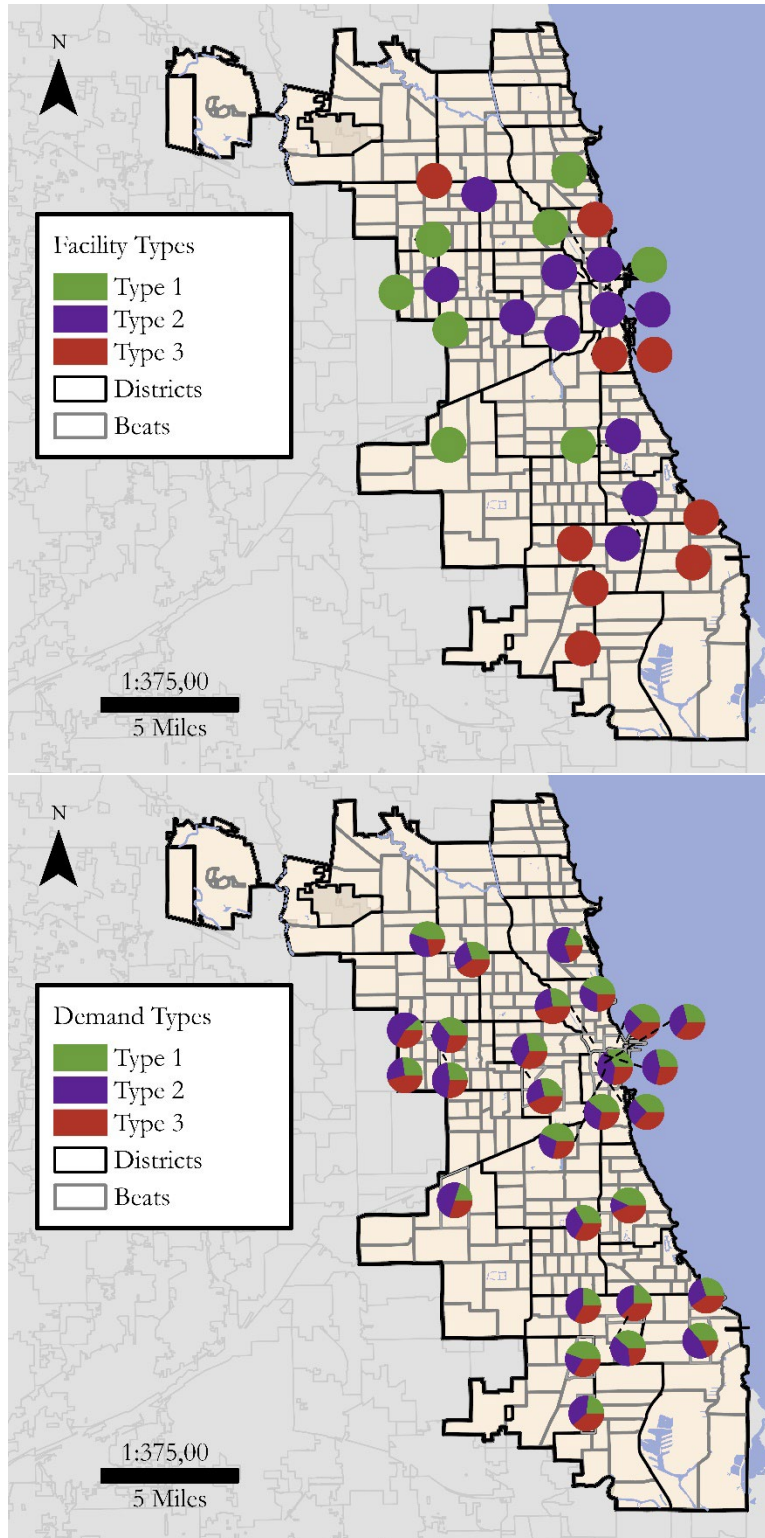 N
Facility Types
Type 1
Type 2
Type 3
Districts
Beats
1:375,00
5 Miles
N
Demand Types
Type 1
Type 2
Type 3
Districts
Beats
1:375,00
5 Miles